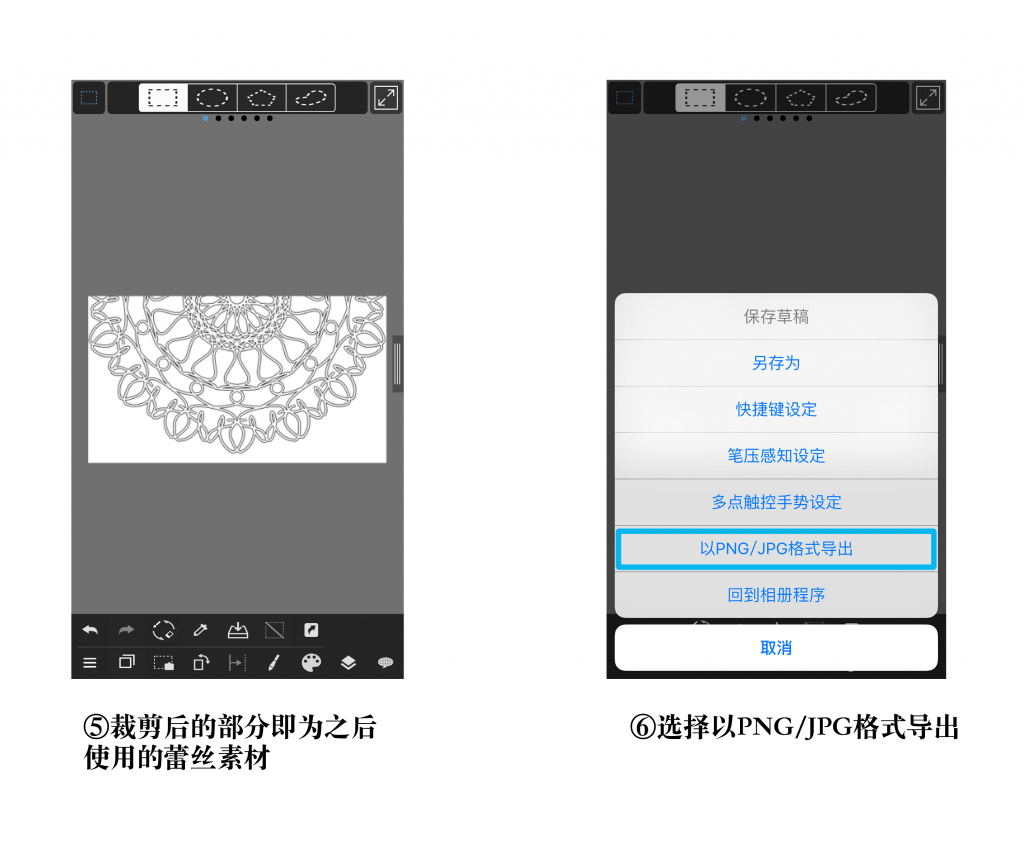 保存草稿
另存为
快捷键设定
笔压感知设定
多点触控手势设定
以PNG/JPG格式导出
回到相册程序
取消
⑤裁剪后的部分即为之后
使用的蕾丝素材
⑥选择以PNG/JPG格式导出